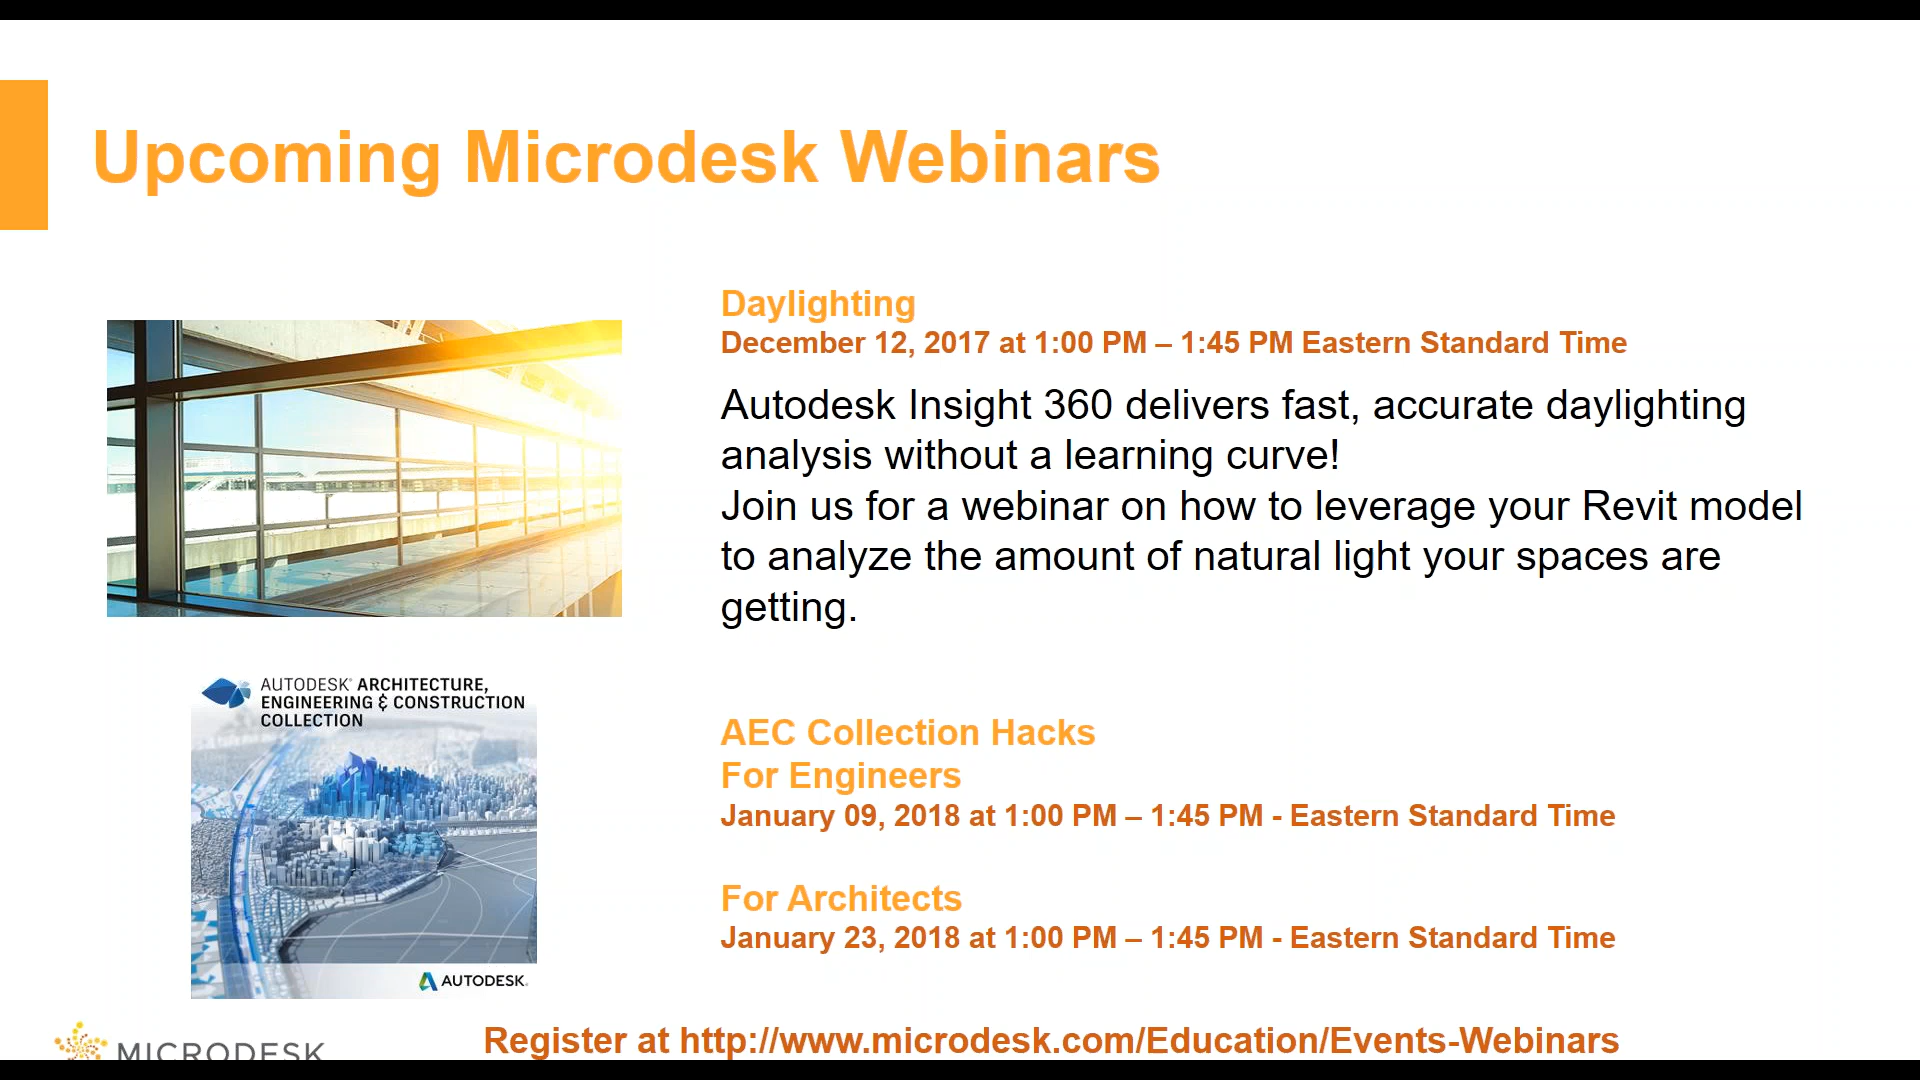 Upcoming Microdesk Webinars
Daylighting
December 12, 2017 at 1:00 PM – 1:45 PM Eastern Standard Time
Autodesk Insight 360 delivers fast, accurate daylighting
analysis without a learning curve!
Join us for a webinar on how to leverage your Revit model
to analyze the amount of natural light your spaces are
getting.
AUTODESK® ARCHITECTURE,
ENGINEERING & CONSTRUCTION
COLLECTION
AUTODESK.
AEC Collection Hacks
For Engineers
January 09, 2018 at 1:00 PM – 1:45 PM - Eastern Standard Time
For Architects
January 23, 2018 at 1:00 PM – 1:45 PM - Eastern Standard Time
MICRODESK
Register at http://www.microdesk.com/Education/Events-Webinars